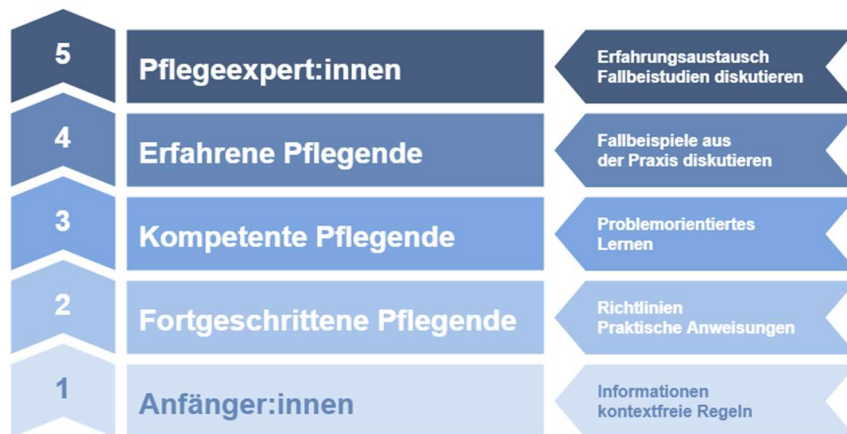 5
Pflegeexpert:innen
Erfahrungsaustausch
Fallbeistudien diskutieren
4
Erfahrene Pflegende
Fallbeispiele aus
der Praxis diskutieren
3
Kompetente Pflegende
Problemorientiertes
Lernen
2
Fortgeschrittene Pflegende
Richtlinien
Praktische Anweisungen
1
Anfänger:innen
Informationen
kontextfreie Regeln